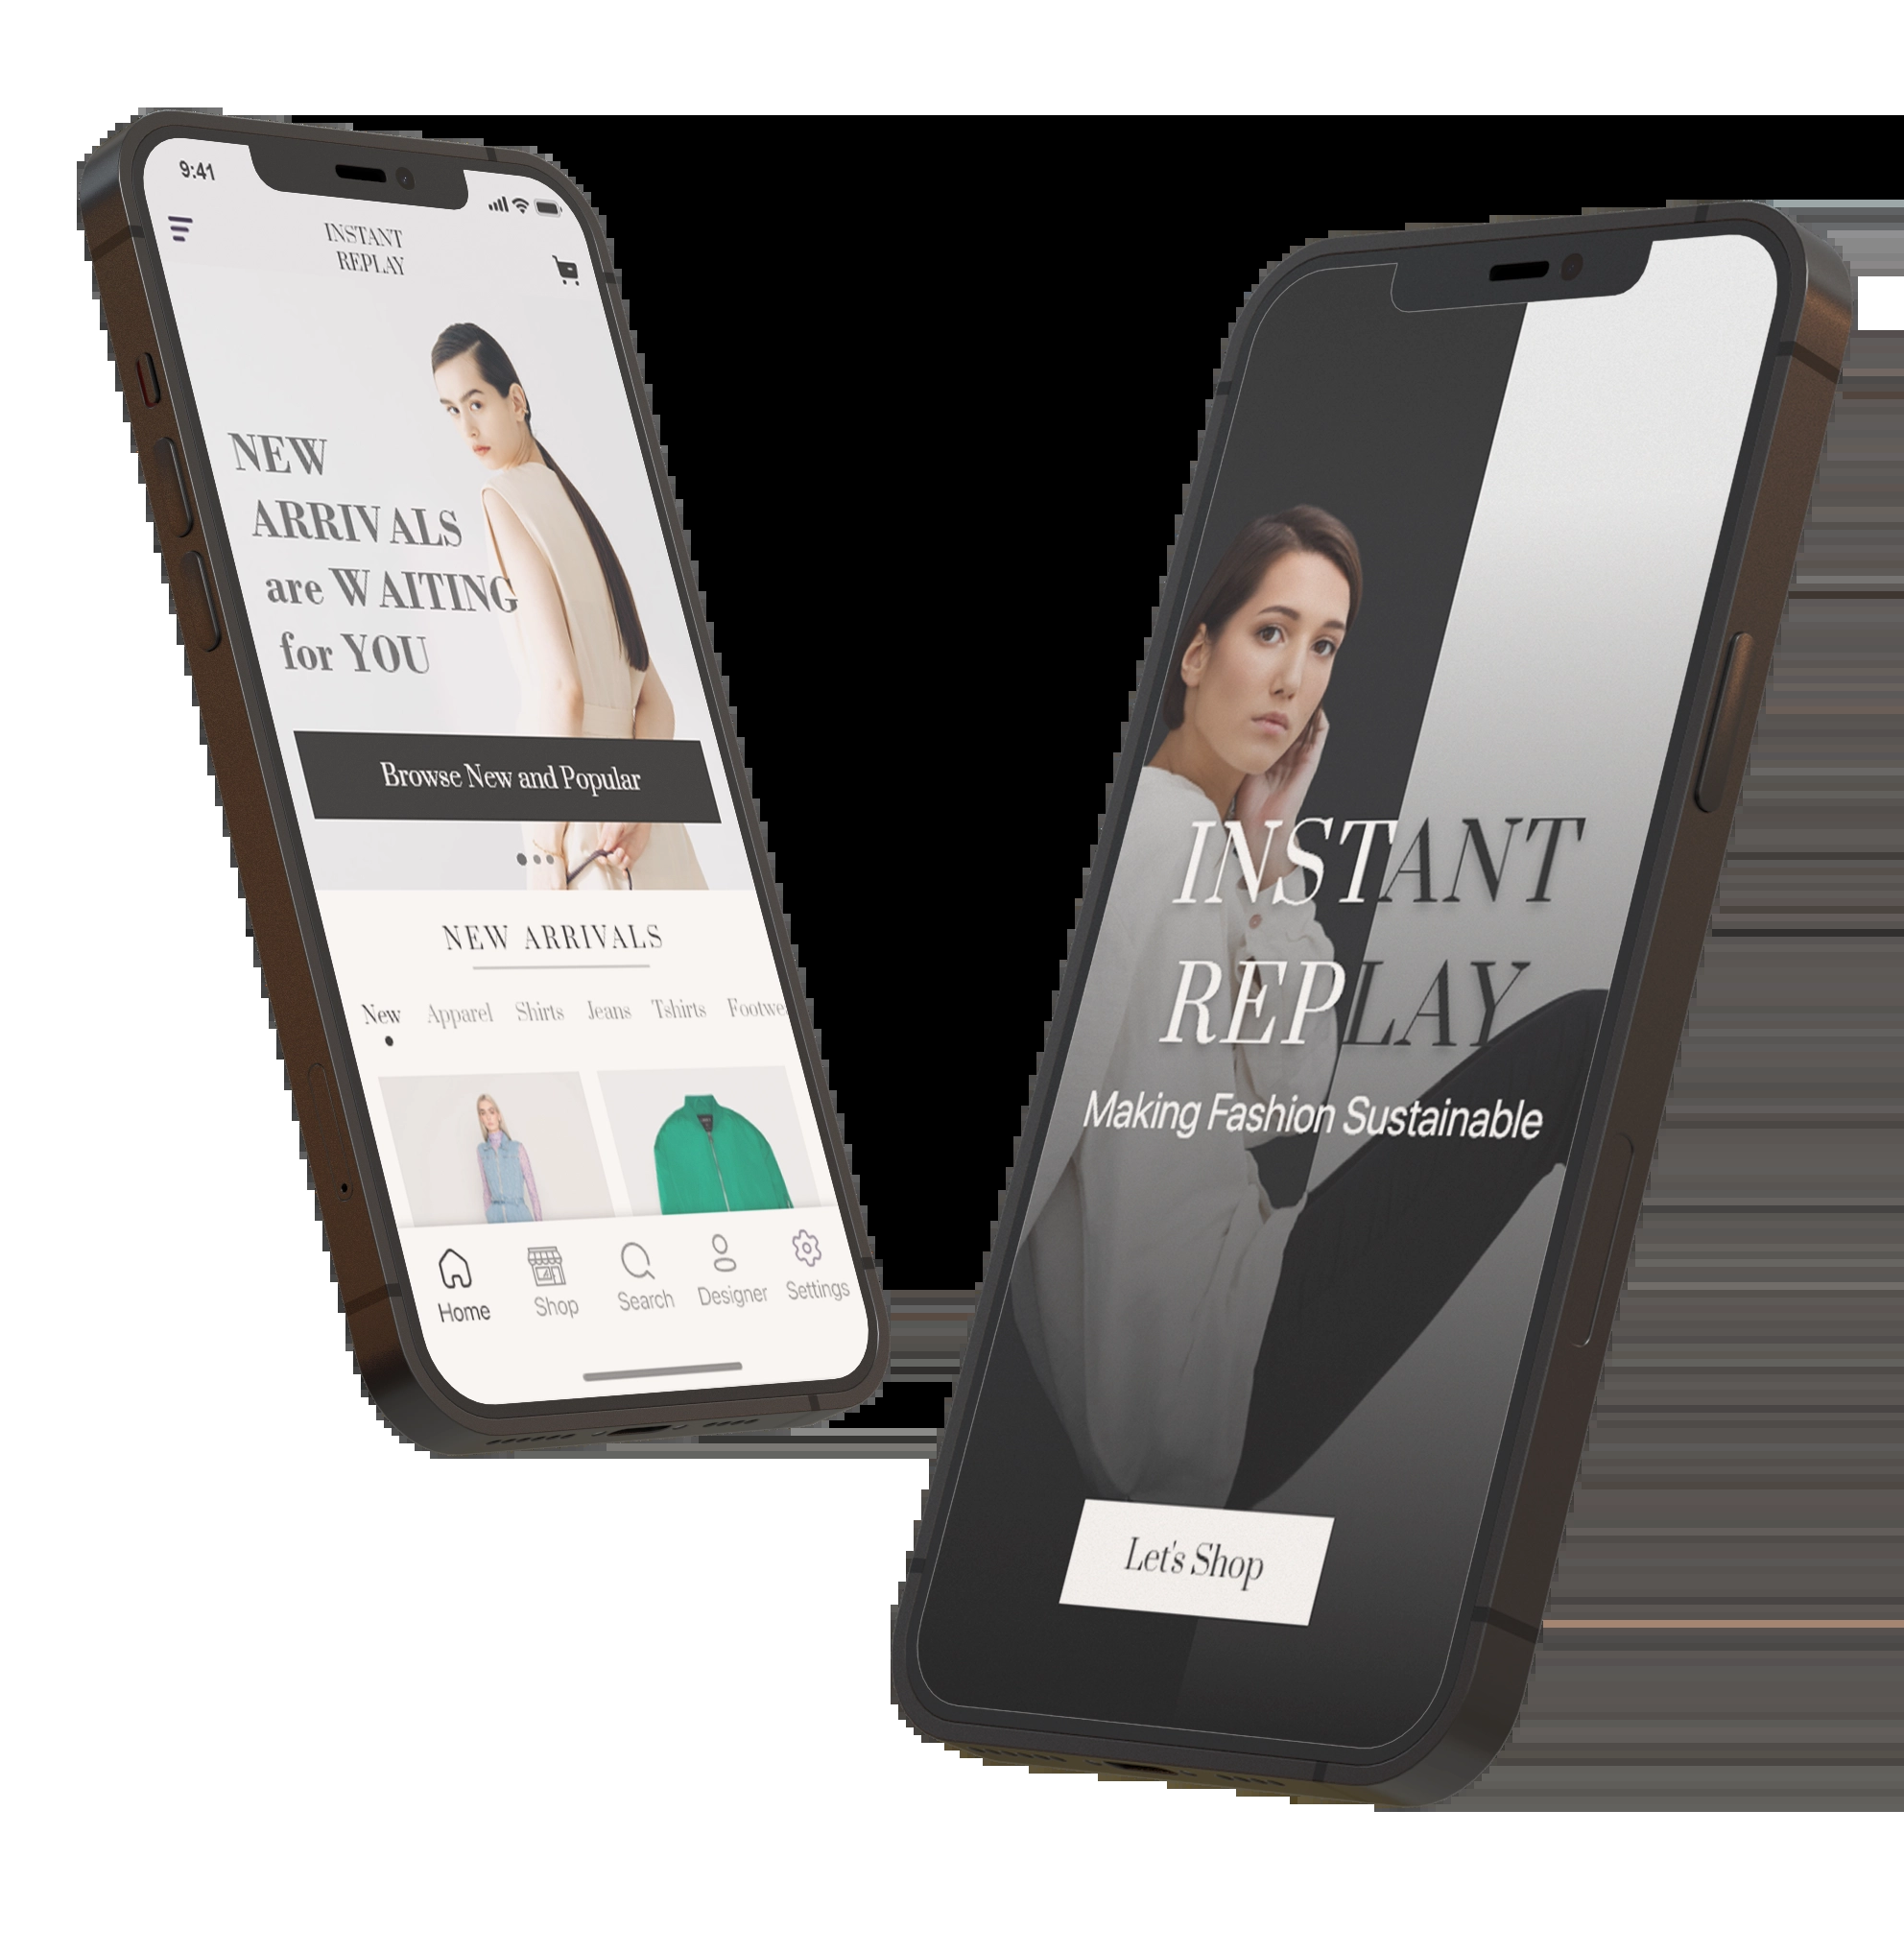 9:41
INSTANT
REPLAY
NEW
ARRIVALS
are WAITING
for YOU
Browse New and Popular
NEW ARRIVALS
New Apparel Shirts Jeans Tshirts Footwe
Home Shop Search Designer Settings
INSTANT
REPLAY
Making Fashion Sustainable
Let's Shop